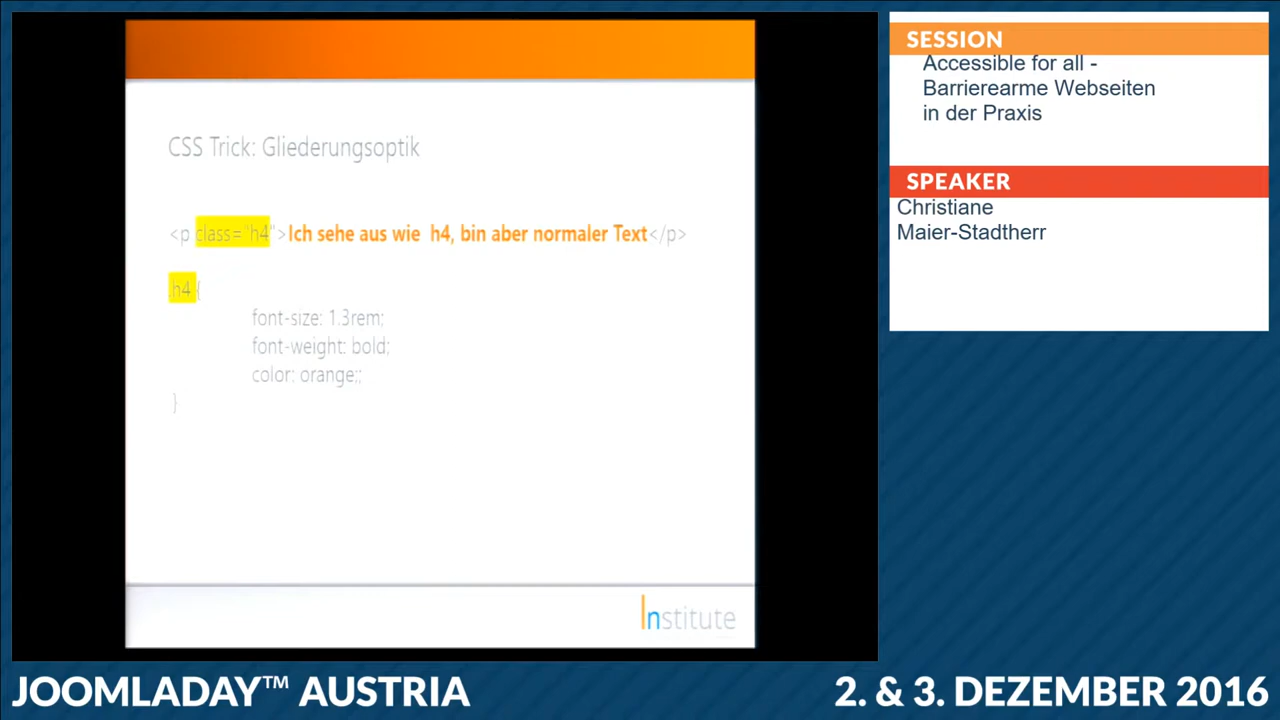 CSS Trick: Gliederungsoptik
<p class="h4">Ich sehe aus wie h4, bin aber normaler Text</p>
.h4 {
font-size: 1.3rem;
font-weight: bold;
color: orange;;
}
Institute
SESSION
Accessible for all -
Barrierearme Webseiten
in der Praxis
SPEAKER
Christiane
Maier-Stadtherr
JOOMLADAY™ AUSTRIA
2. & 3. DEZEMBER 2016